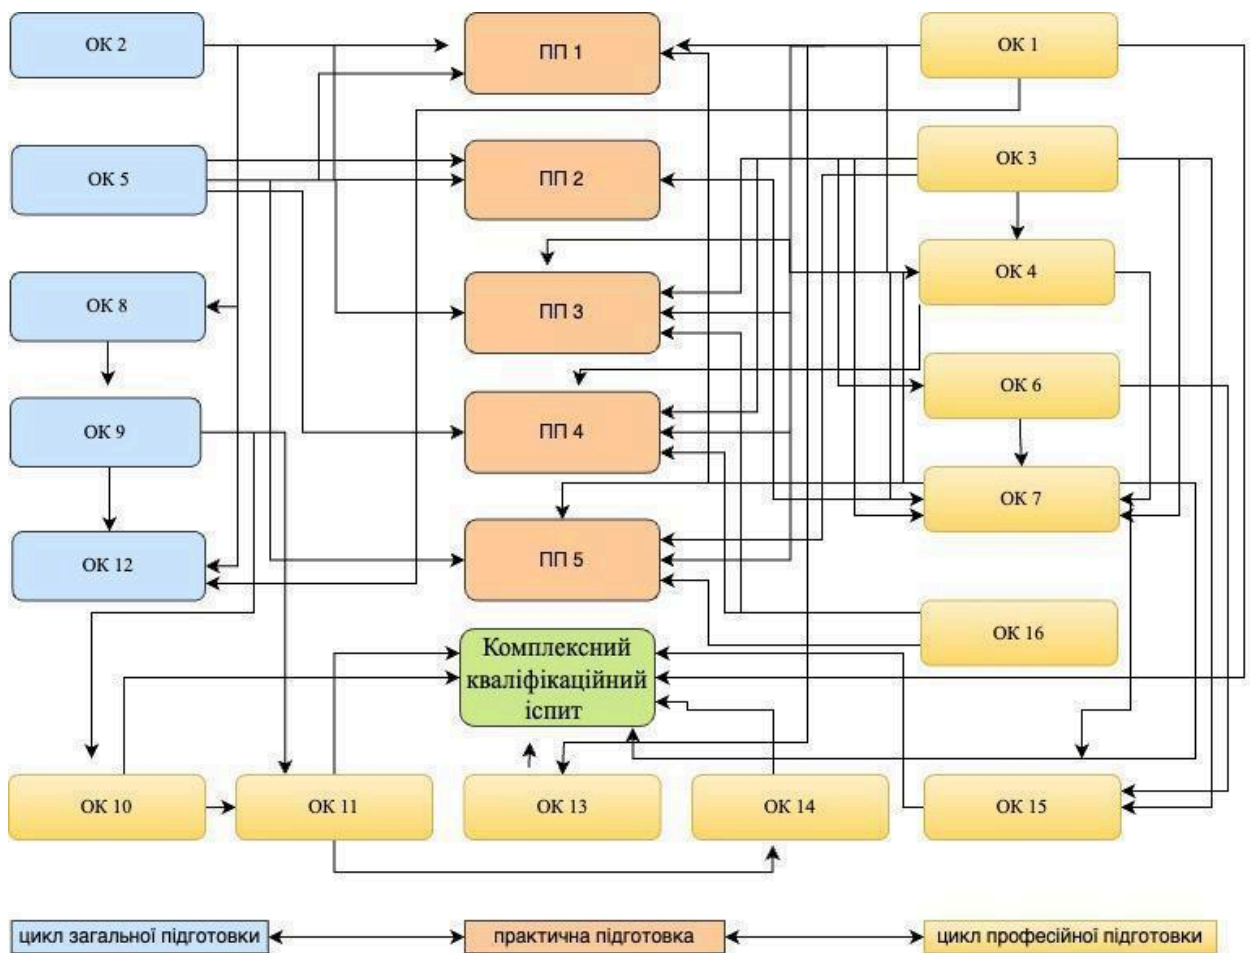 ОК 2
ПП 1
ОК 1
ОК 5
ПП 2
ОК 3
ОК 8
ПП 3
ОК 4
ОК 9
ПП 4
ОК 6
ОК 12
ПП 5
ОК 7
ОК 16
Комплексний
кваліфікаційний
іспит
ОК 10
ОК 11
ОК 13
ОК 14
ОК 15
цикл загальної підготовки
практична підготовка
цикл професійної підготовки